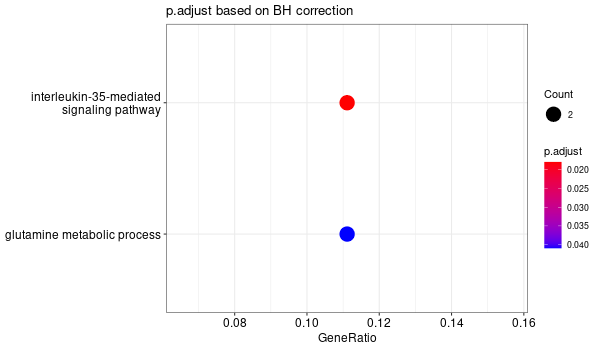 p.adjust based on BH correction
interleukin-35-mediated
signaling pathway
glutamine metabolic process
0.08 0.10 0.12 0.14 0.16
GeneRatio
Count
2
p.adjust
0.020
0.025
0.030
0.035
0.040